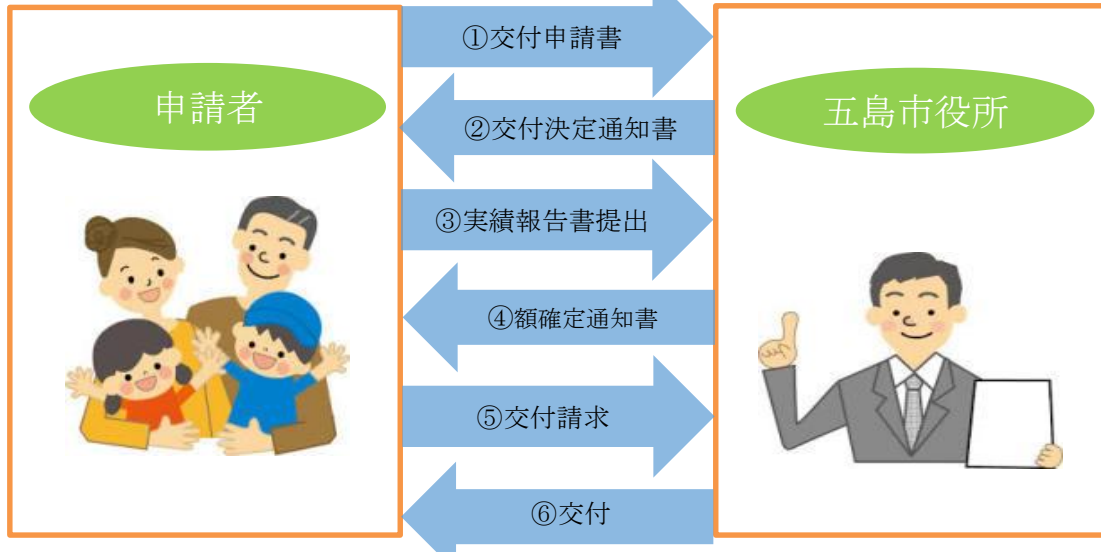 申請者
①交付申請書
②交付決定通知書
③実績報告書提出
④額確定通知書
⑤交付請求
⑥交付
五島市役所